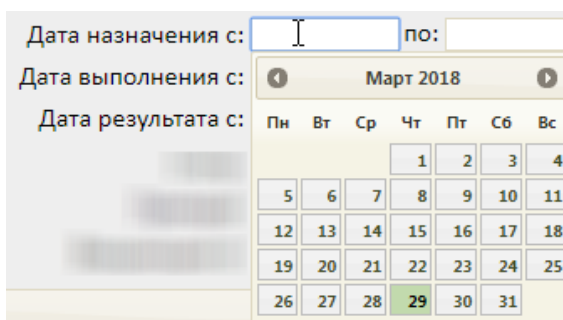 Дата назначения с: по:
Дата выполнения с: Март 2018
Дата результата с: Пн Вт Ср Чт Пт Сб Вс
1 2 3 4
5 6 7 8 9 10 11
12 13 14 15 16 17 18
19 20 21 22 23 24 25
26 27 28 29 30 31